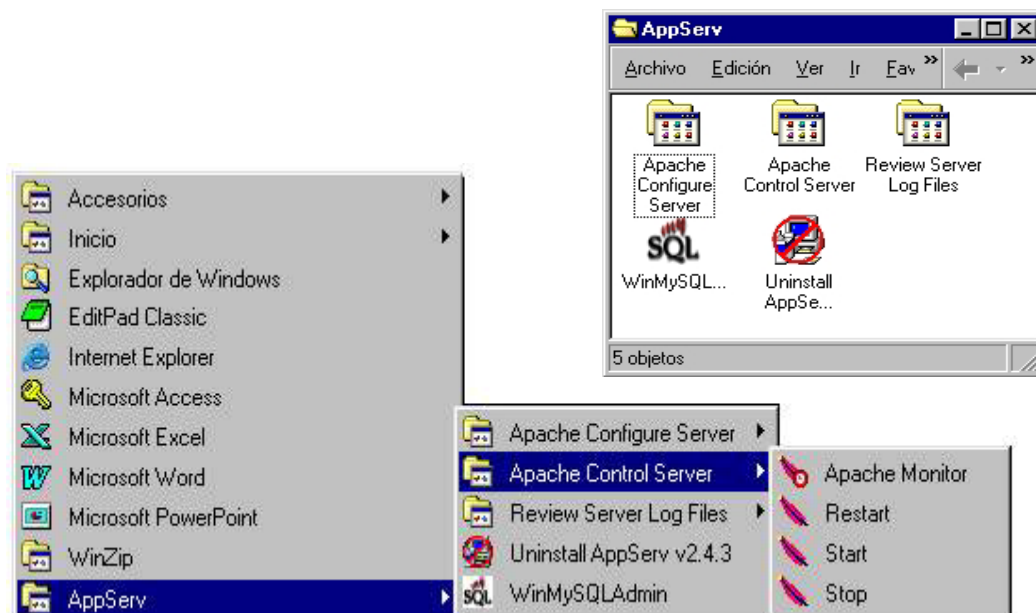 AppServ
Archivo Edición Ver Ir Fav »
»
Apache
Configure
Server
Apache
Control Server
Review Server
Log Files
WinMySQL...
Uninstall
AppSe...
5 objetos
Accesorios
Inicio
Explorador de Windows
EditPad Classic
Internet Explorer
Microsoft Access
Microsoft Excel
Microsoft Word
Microsoft PowerPoint
WinZip
AppServ
Apache Configure Server
Apache Control Server
Review Server Log Files
Uninstall AppServ v2.4.3
WinMySQLAdmin
Apache Monitor
Restart
Start
Stop